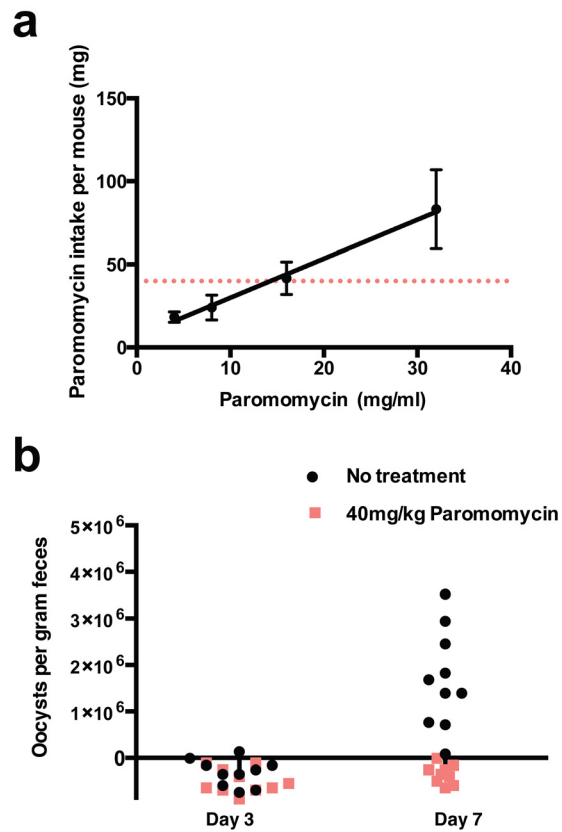 a
Paromomycin intake per mouse (mg)
150
100
50
0
0 10 20 30 40
Paromomycin (mg/ml)
b
No treatment
40mg/kg Paromomycin
Oocysts per gram feces
5×10⁶
4×10⁶
3×10⁶
2×10⁶
1×10⁶
0
Day 3 Day 7